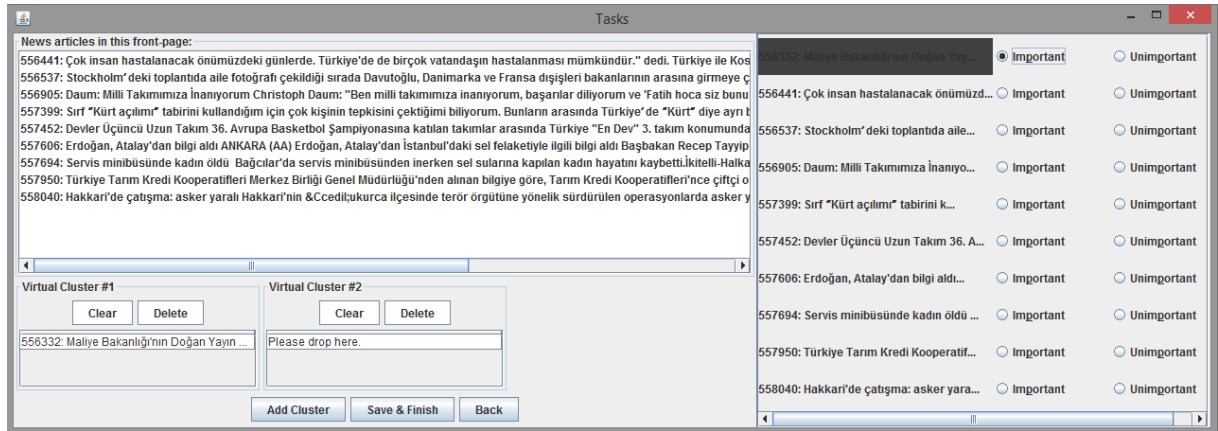 Tasks
News articles in this front-page:
556441: Çok insan hastalanacak önümüzdeki günlerde. Türkiye'de de birçok vatandaşın hastalanması mümkündür." dedi. Türkiye ile Kos
556537: Stockholm′deki toplantıda aile fotoğrafı çekildiği sırada Davutoğlu, Danimarka ve Fransa dışişleri bakanlarının arasına girmeye ç
556905: Daum: Milli Takımımıza İnanıyorum Christoph Daum: "Ben milli takımımıza inanıyorum, başarılar diliyorum ve 'Fatih hoca siz bunu
557399: Sırf ″Kürt açılımı″ tabirini kullandığım için çok kişinin tepkisini çektiğimi biliyorum. Bunların arasında Türkiye′de ″Kürt″ diye ayrı b
557452: Devler Üçüncü Uzun Takım 36. Avrupa Basketbol Şampiyonasına katılan takımlar arasında Türkiye "En Dev" 3. takım konumunda
557606: Erdoğan, Atalay'dan bilgi aldı ANKARA (AA) Erdoğan, Atalay'dan İstanbul'daki sel felaketiyle ilgili bilgi aldı Başbakan Recep Tayyip
557694: Servis minibüsünde kadın öldü  Bağcılar'da servis minibüsünden inerken sel sularına kapılan kadın hayatını kaybetti.İkitelli-Halka
557950: Türkiye Tarım Kredi Kooperatifleri Merkez Birliği Genel Müdürlüğü'nden alınan bilgiye göre, Tarım Kredi Kooperatifleri'nce çiftçi o
558040: Hakkari'de çatışma: asker yaralı Hakkari'nin &Ccedil;ukurca ilçesinde terör örgütüne yönelik sürdürülen operasyonlarda asker y
Virtual Cluster #1
Clear Delete
556332: Maliye Bakanlığı'nın Doğan Yayın ...
Virtual Cluster #2
Clear Delete
Please drop here.
Add Cluster Save & Finish Back
556332: Maliye Bakanlığı'nın Doğan Yay... Important Unimportant
556441: Çok insan hastalanacak önümüzd... Important Unimportant
556537: Stockholm′deki toplantıda aile... Important Unimportant
556905: Daum: Milli Takımımıza İnanıyo... Important Unimportant
557399: Sırf ″Kürt açılımı″ tabirini k... Important Unimportant
557452: Devler Üçüncü Uzun Takım 36. A... Important Unimportant
557606: Erdoğan, Atalay'dan bilgi aldı... Important Unimportant
557694: Servis minibüsünde kadın öldü ... Important Unimportant
557950: Türkiye Tarım Kredi Kooperatif... Important Unimportant
558040: Hakkari'de çatışma: asker yara... Important Unimportant